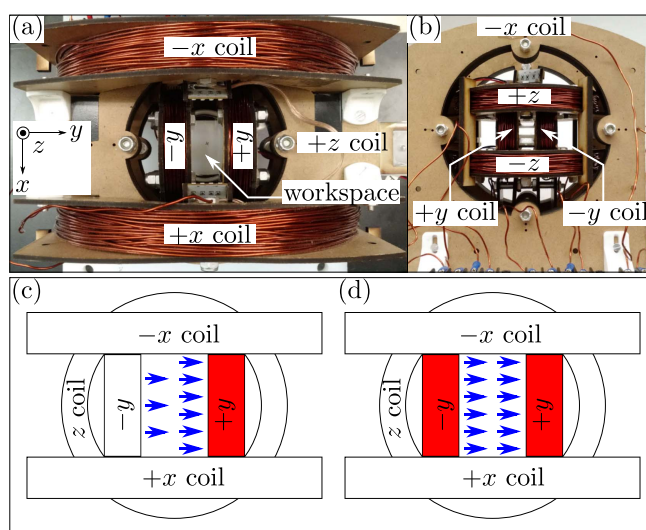 (a)
−x coil
y
z
x
−y
+y
+z coil
workspace
+x coil
(b)
−x coil
+z
−z
+y coil
−y coil
(c)
−x coil
z coil
−y
+y
+x coil
(d)
−x coil
z coil
−y
+y
+x coil